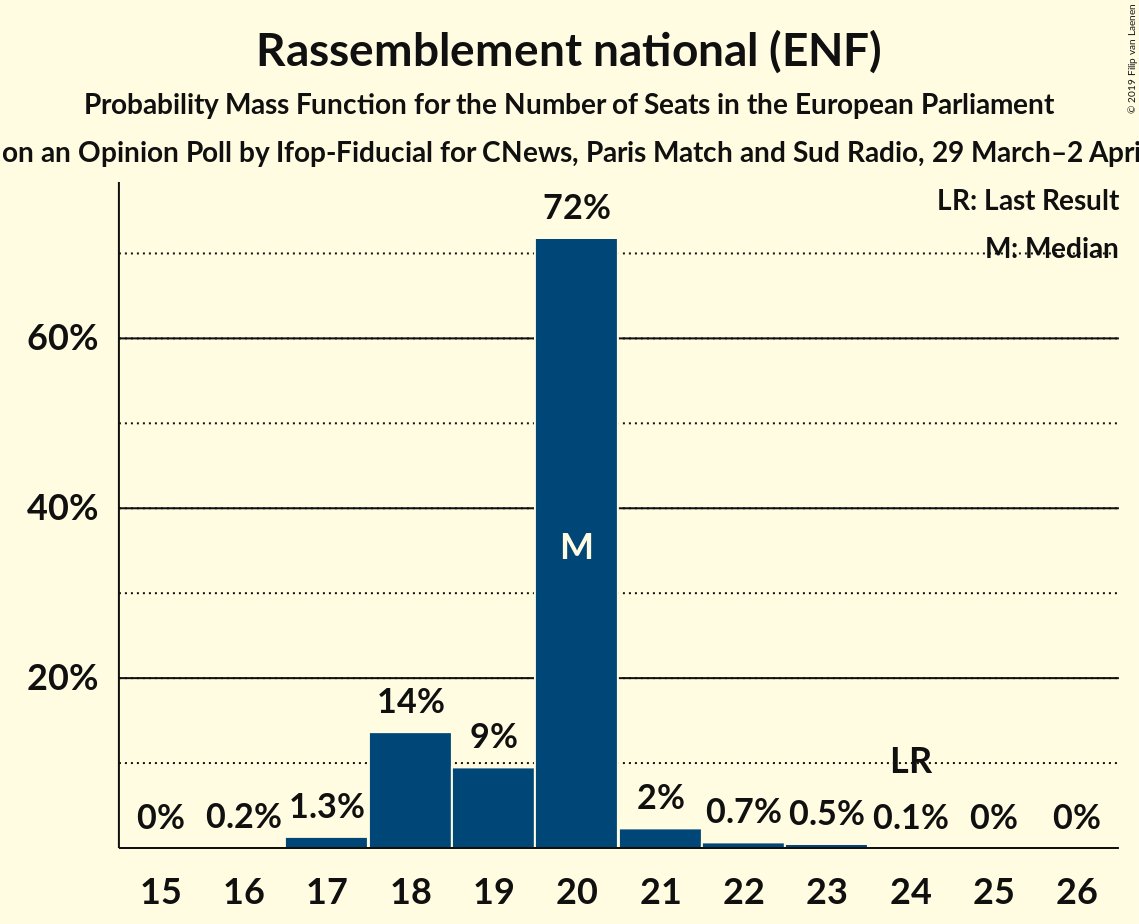 Rassemblement national (ENF)
Probability Mass Function for the Number of Seats in the European Parliament
on an Opinion Poll by Ifop-Fiducial for CNews, Paris Match and Sud Radio, 29 March–2 Apri
© 2019 Filip van Laenen
LR: Last Result
M: Median
72%
60%
40%
M
20%
14%
9%
LR
0% 0.2% 1.3% 2% 0.7% 0.5% 0.1% 0% 0%
15 16 17 18 19 20 21 22 23 24 25 26